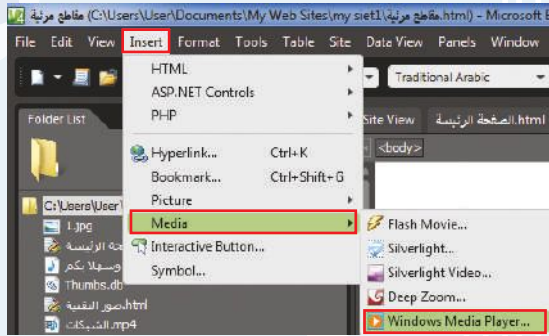 مقاطع مرئية (C:\Users\User\Documents\My Web Sites\my siet1\مقاطع مرئية.html) - Microsoft E
File Edit View Insert Format Tools Table Site Data View Panels Window
Traditional Arabic
Folder List
Site View الصفحة الرئيسة.html
<body>
HTML
ASP.NET Controls
PHP
Hyperlink... Ctrl+K
Bookmark... Ctrl+Shift+G
Picture
Media
Interactive Button...
Symbol...
Flash Movie...
Silverlight...
Silverlight Video...
Deep Zoom...
Windows Media Player...
C:\Users\User\
1.jpg
وسهلا بكم
Thumbs.db
صور التقنية.html
الشبكات.mp4